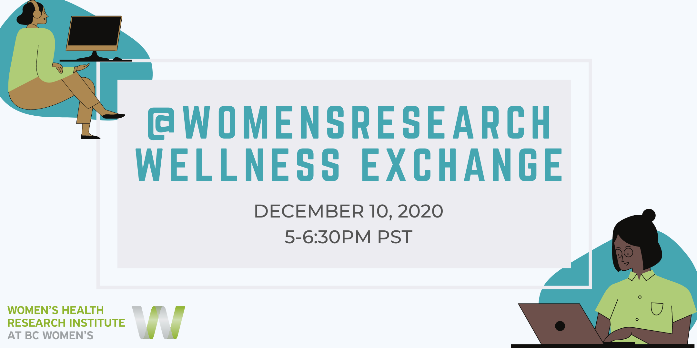 @WOMENSRESEARCH
WELLNESS EXCHANGE
DECEMBER 10, 2020
5-6:30PM PST
WOMEN'S HEALTH
RESEARCH INSTITUTE
AT BC WOMEN'S
W